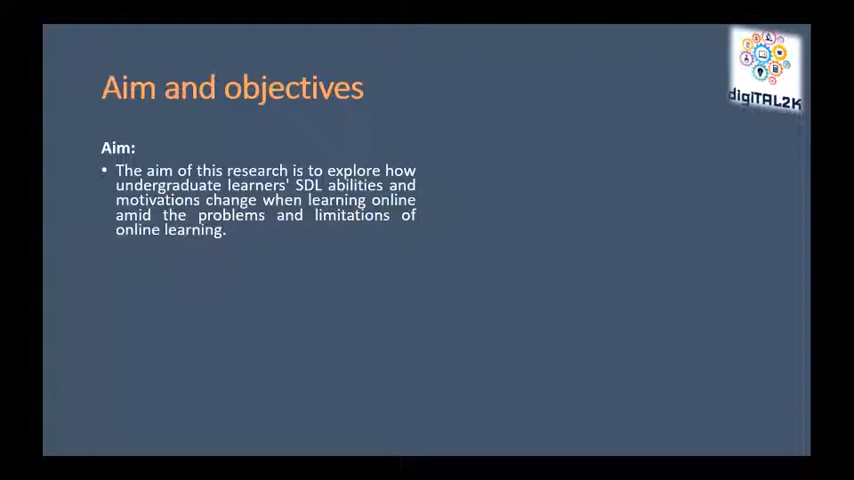 Aim and objectives
digiTAL2K
Aim:
• The aim of this research is to explore how
undergraduate learners' SDL abilities and
motivations change when learning online
amid the problems and limitations of
online learning.